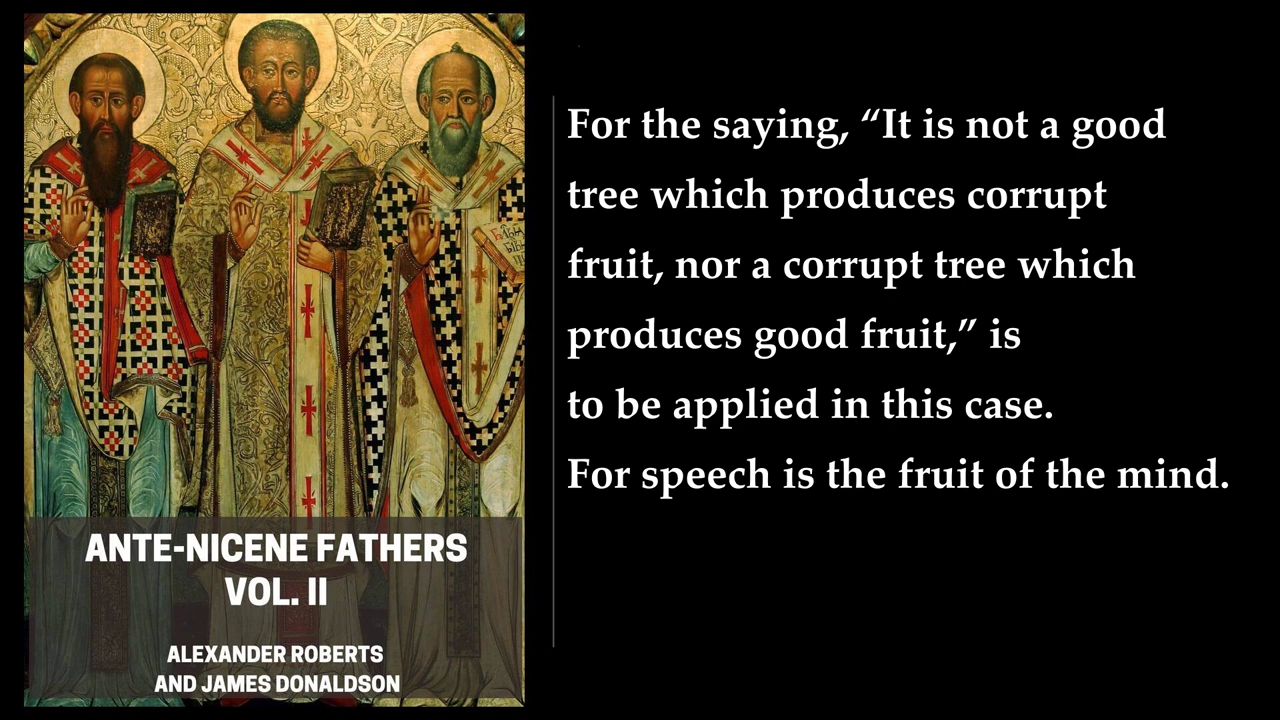 For the saying, “It is not a good
tree which produces corrupt
fruit, nor a corrupt tree which
produces good fruit,” is
to be applied in this case.
For speech is the fruit of the mind.
ANTE-NICENE FATHERS
VOL. II
ALEXANDER ROBERTS
AND JAMES DONALDSON